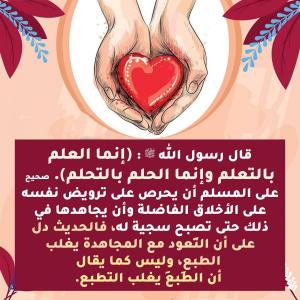 قال رسول الله ﷺ : (إنما العلم
بالتعلم وإنما الحلم بالتحلم). صحيح
على المسلم أن يحرص على ترويض نفسه
على الأخلاق الفاضلة وأن يجاهدها في
ذلك حتى تصبح سجية له، فالحديث دل
على أن التعود مع المجاهدة يغلب
الطبع، وليس كما يقال
أن الطبعَ يغلب التطبع.